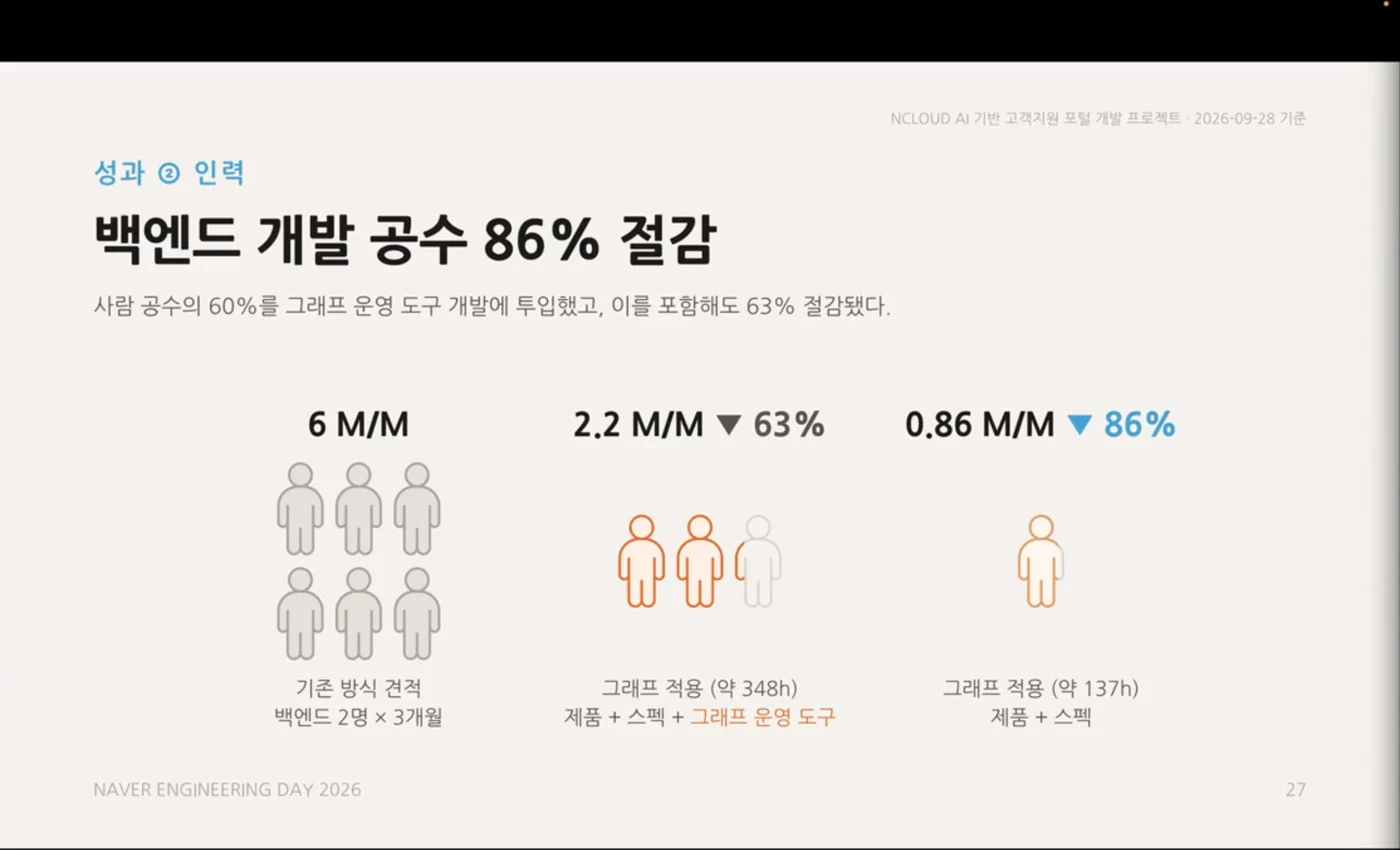 NCLOUD AI 기반 고객지원 포털 개발 프로젝트 · 2026-09-28 기준
성과 ② 인력
백엔드 개발 공수 86% 절감
사람 공수의 60%를 그래프 운영 도구 개발에 투입했고, 이를 포함해도 63% 절감됐다.
6 M/M
2.2 M/M ▼ 63%
0.86 M/M ▼ 86%
기존 방식 견적
백엔드 2명 × 3개월
그래프 적용 (약 348h)
제품 + 스펙 + 그래프 운영 도구
그래프 적용 (약 137h)
제품 + 스펙
NAVER ENGINEERING DAY 2026
27